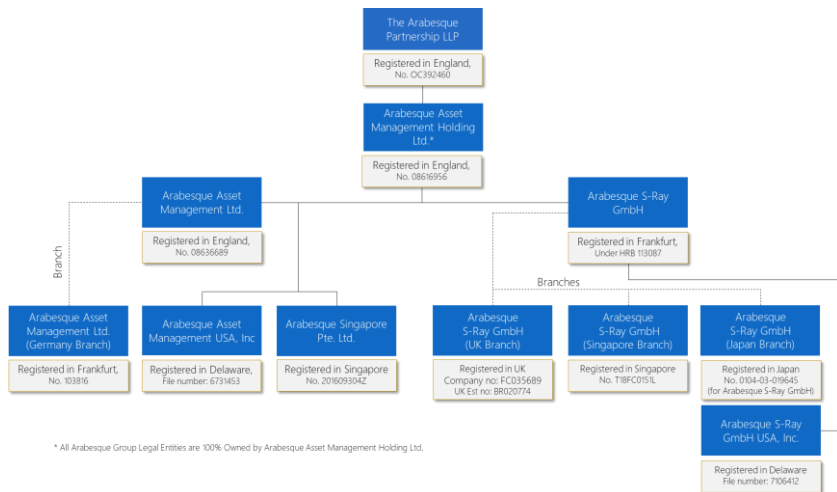 The Arabesque
Partnership LLP
Registered in England,
No. OC392460
Arabesque Asset
Management Holding
Ltd.*
Registered in England,
No. 08616956
Arabesque Asset
Management Ltd.
Registered in England,
No. 08636689
Arabesque S-Ray
GmbH
Registered in Frankfurt,
Under HRB 113087
Branch
Branches
Arabesque Asset
Management Ltd.
(Germany Branch)
Registered in Frankfurt,
No. 103816
Arabesque Asset
Management USA, Inc
Registered in Delaware,
File number: 6731453
Arabesque Singapore
Pte. Ltd.
Registered in Singapore
No. 201609304Z
Arabesque
S-Ray GmbH
(UK Branch)
Registered in UK
Company no: FC035689
UK Est no: BR020774
Arabesque
S-Ray GmbH
(Singapore Branch)
Registered in Singapore
No. T18FC0151L
Arabesque
S-Ray GmbH
(Japan Branch)
Registered in Japan
No. 0104-03-019645
(for Arabesque S-Ray GmbH)
Arabesque S-Ray
GmbH USA, Inc.
Registered in Delaware
File number: 7106412
* All Arabesque Group Legal Entities are 100% Owned by Arabesque Asset Management Holding Ltd.